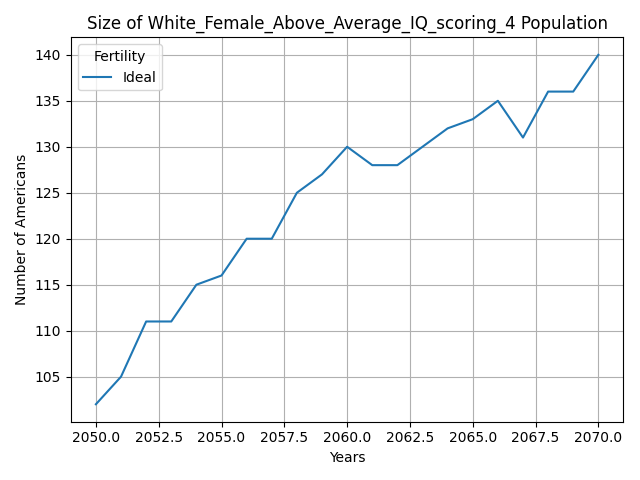 Size of White_Female_Above_Average_IQ_scoring_4 Population
Fertility
Ideal
Number of Americans
140
135
130
125
120
115
110
105
2050.0 2052.5 2055.0 2057.5 2060.0 2062.5 2065.0 2067.5 2070.0
Years